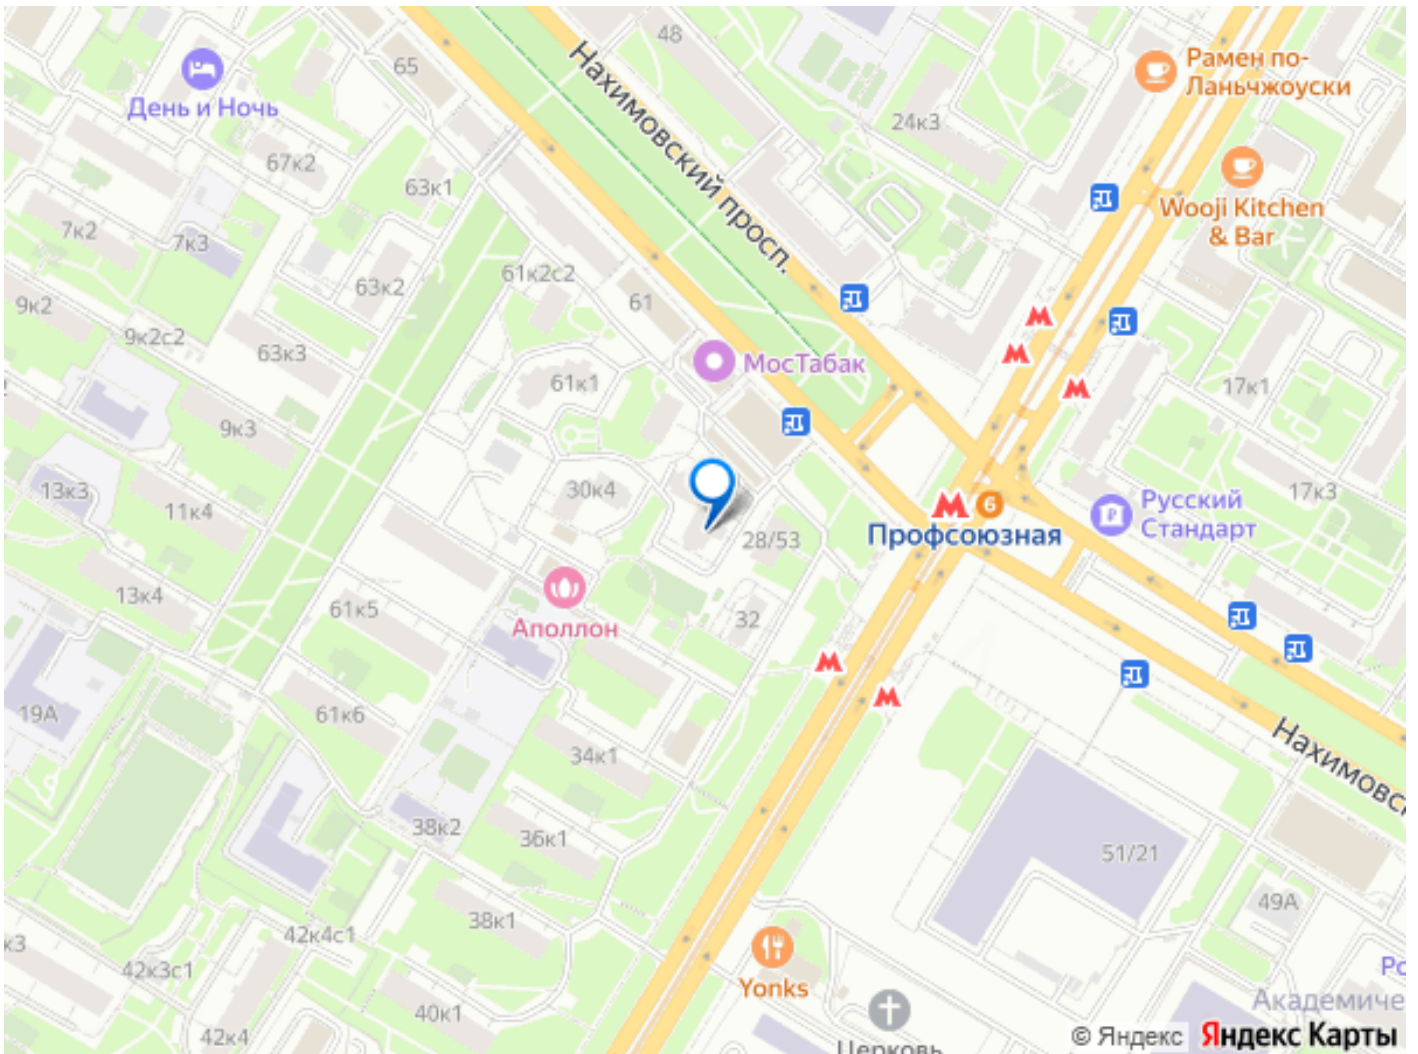 48
65
Рамен по-
Ланьчжоуски
День и Ночь
24к3
Нахимовский просп.
67к2
63к1
Wooji Kitchen
& Bar
7к2
7к3
61к2с2
63к2
61
9к2
9к2с2
63к3
МосТабак
61к1
17к1
9к3
13к3
30к4
17к3
11к4
6
Русский
Стандарт
Профсоюзная
28/53
13к4
61к5
Аполлон
32
19А
61к6
Нахимовс
34к1
38к2
36к1
51/21
49А
38к1
42к4с1
к3
42к3с1
Yonks
Ро
Академиче
40к1
42к4
Церковь
© Яндекс Яндекс Карты